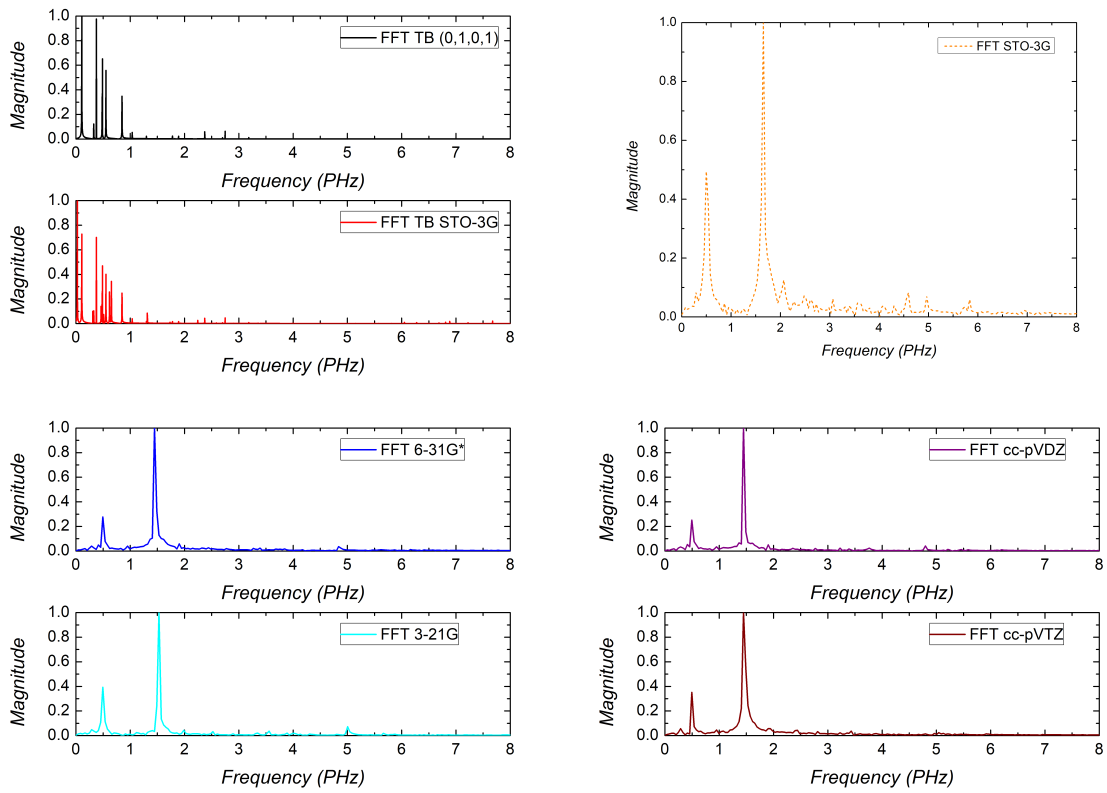 FFT TB (0,1,0,1)
Magnitude
1.0
0.8
0.6
0.4
0.2
0.0
0 1 2 3 4 5 6 7 8
Frequency (PHz)
FFT TB STO-3G
Magnitude
1.0
0.8
0.6
0.4
0.2
0.0
0 1 2 3 4 5 6 7 8
Frequency (PHz)
FFT STO-3G
Magnitude
1.0
0.8
0.6
0.4
0.2
0.0
0 1 2 3 4 5 6 7 8
Frequency (PHz)
FFT 6-31G*
Magnitude
1.0
0.8
0.6
0.4
0.2
0.0
0 1 2 3 4 5 6 7 8
Frequency (PHz)
FFT 3-21G
Magnitude
1.0
0.8
0.6
0.4
0.2
0.0
0 1 2 3 4 5 6 7 8
Frequency (PHz)
FFT cc-pVDZ
Magnitude
1.0
0.8
0.6
0.4
0.2
0.0
0 1 2 3 4 5 6 7 8
Frequency (PHz)
FFT cc-pVTZ
Magnitude
1.0
0.8
0.6
0.4
0.2
0.0
0 1 2 3 4 5 6 7 8
Frequency (PHz)